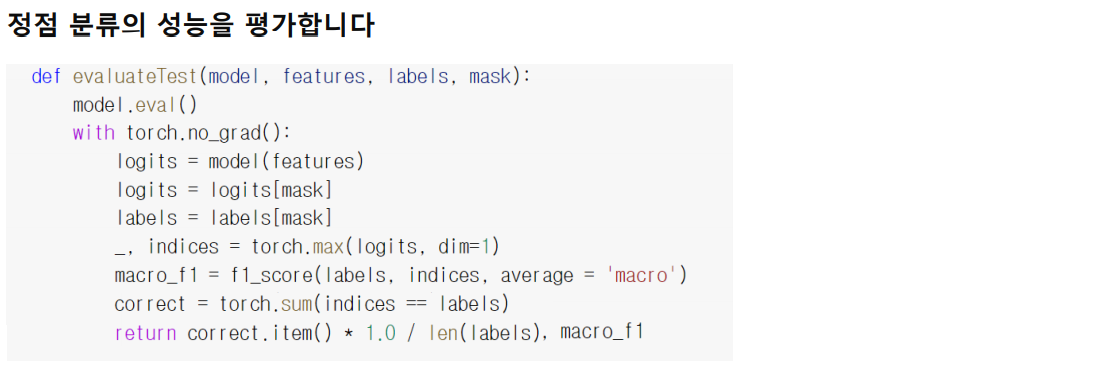 정점 분류의 성능을 평가합니다
def evaluateTest(model, features, labels, mask):
    model.eval()
    with torch.no_grad():
        logits = model(features)
        logits = logits[mask]
        labels = labels[mask]
        _, indices = torch.max(logits, dim=1)
        macro_f1 = f1_score(labels, indices, average = 'macro')
        correct = torch.sum(indices == labels)
        return correct.item() * 1.0 / len(labels), macro_f1